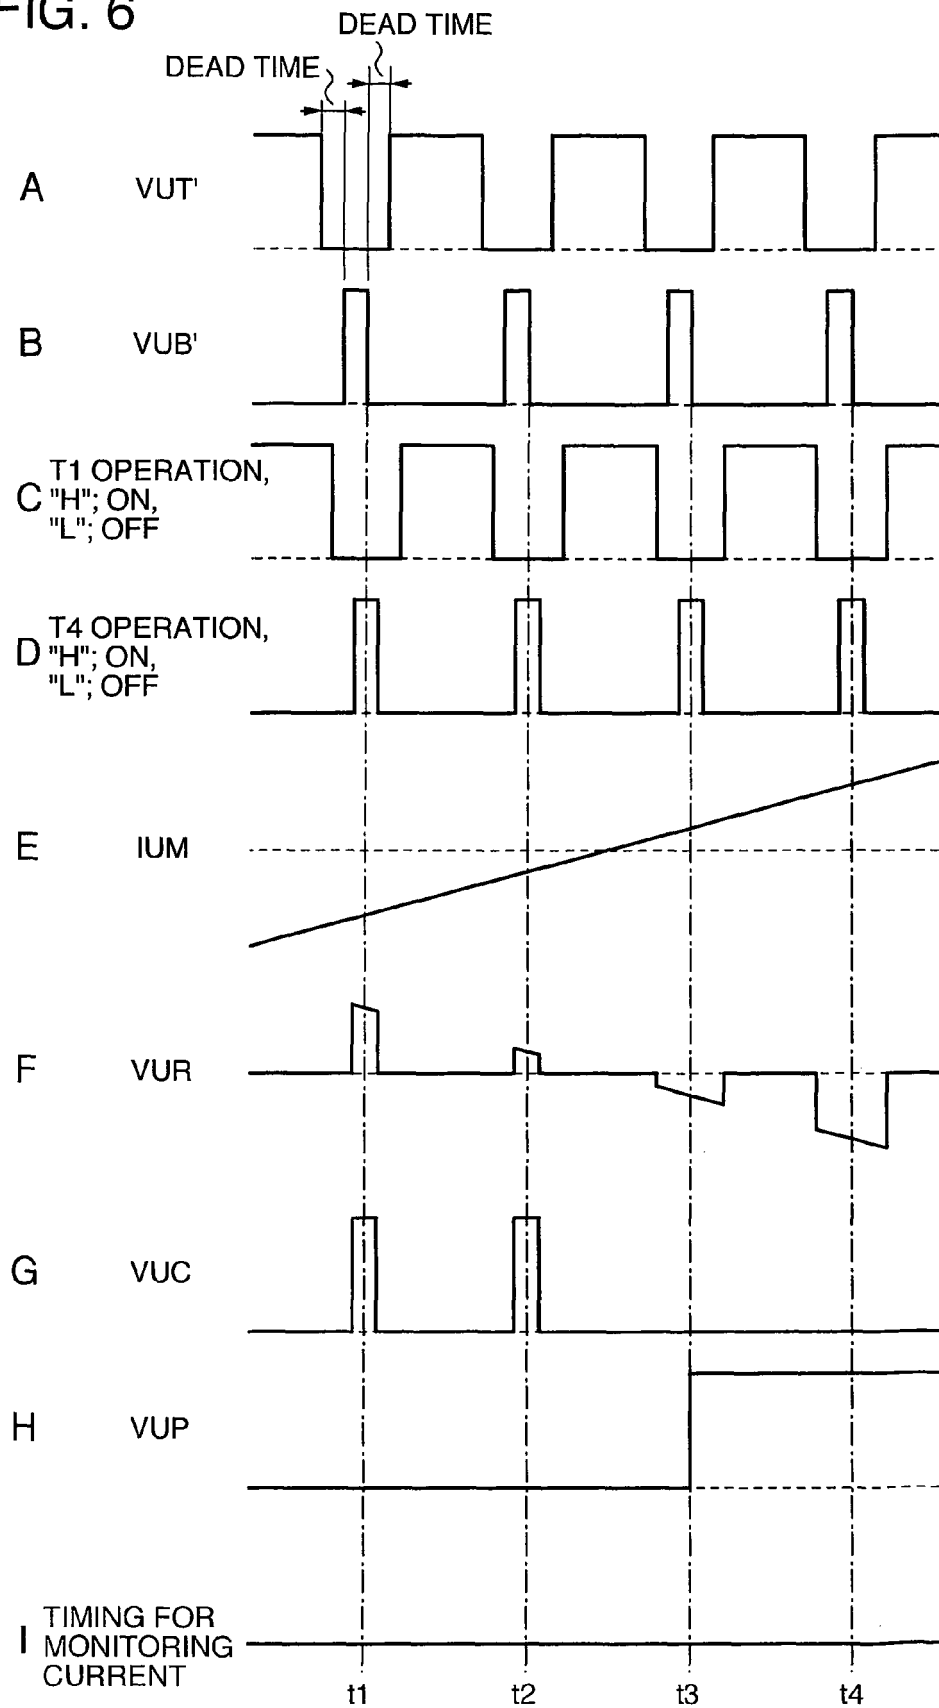 FIG. 6
DEAD TIME
DEAD TIME
A VUT'
B VUB'
C T1 OPERATION,
"H"; ON,
"L"; OFF
D T4 OPERATION,
"H"; ON,
"L"; OFF
E IUM
F VUR
G VUC
H VUP
I TIMING FOR
MONITORING
CURRENT
t1 t2 t3 t4